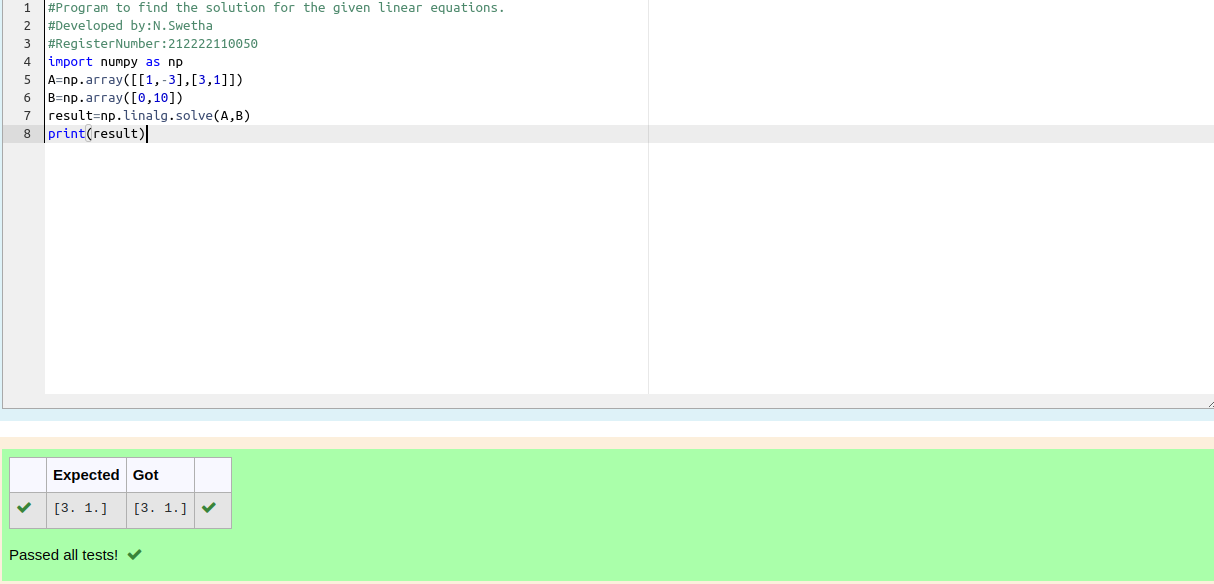 1 #Program to find the solution for the given linear equations.
2 #Developed by:N.Swetha
3 #RegisterNumber:212222110050
4 import numpy as np
5 A=np.array([[1,-3],[3,1]])
6 B=np.array([0,10])
7 result=np.linalg.solve(A,B)
8 print(result)
Expected Got
[3. 1.] [3. 1.]
Passed all tests!